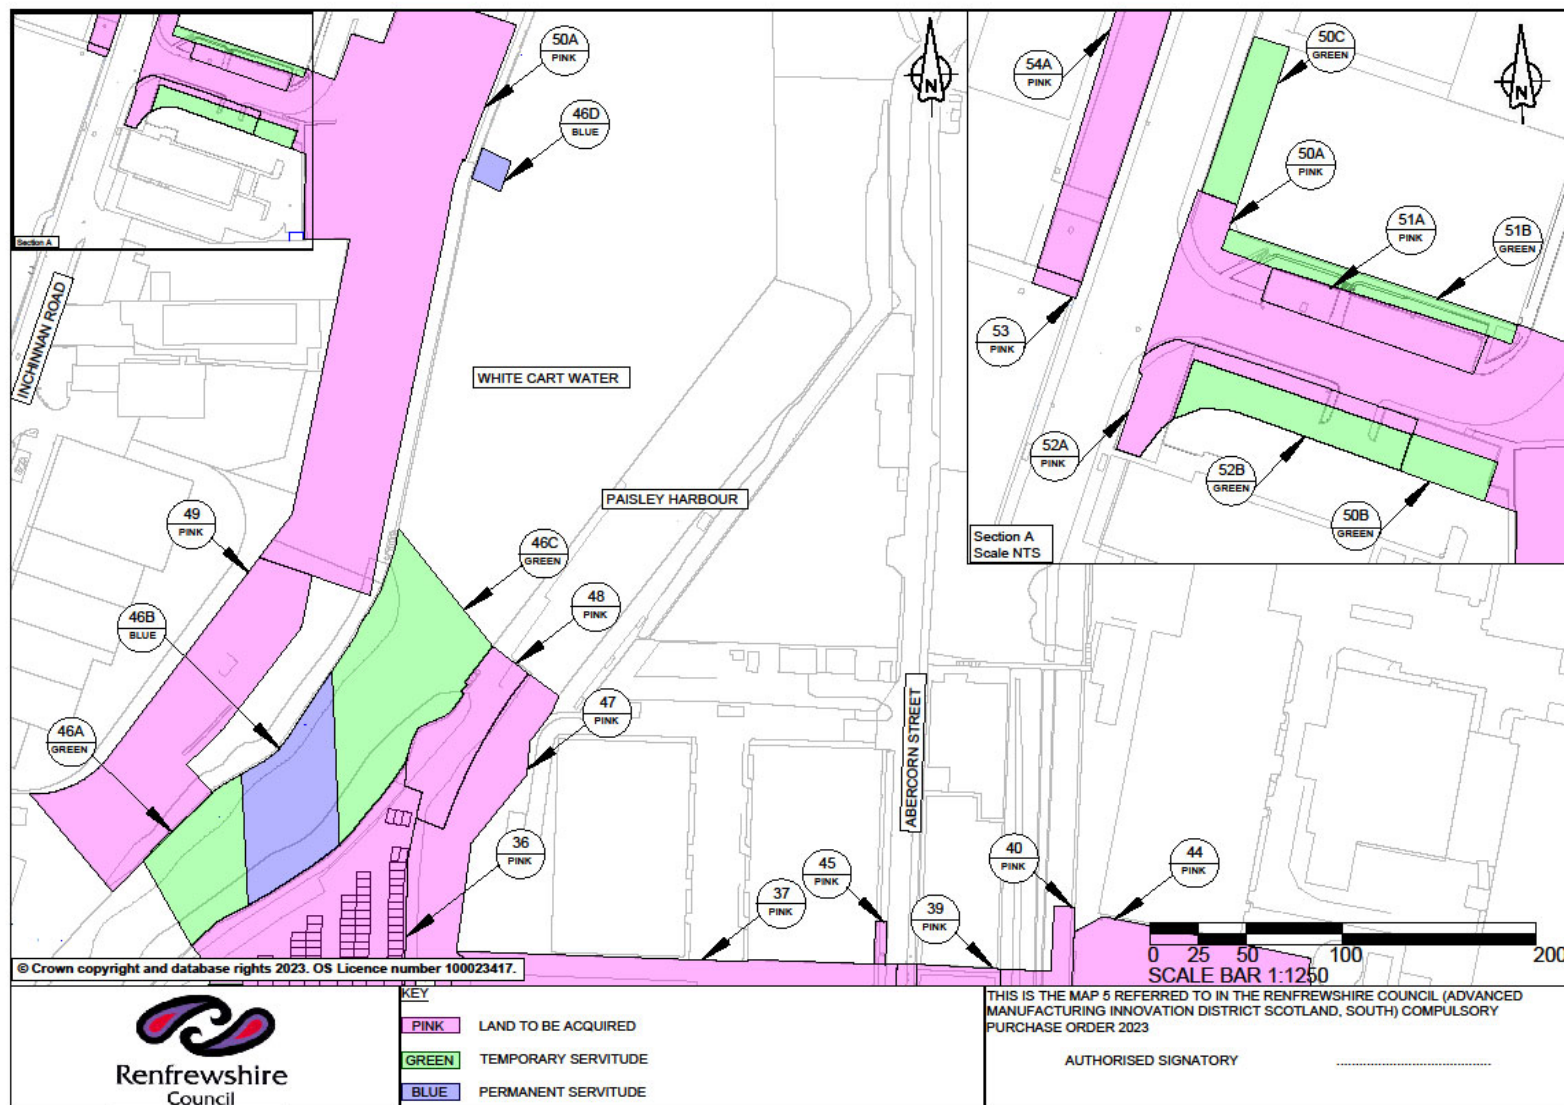 50A
PINK
46D
BLUE
N
Section A
INCHINNAN ROAD
WHITE CART WATER
PAISLEY HARBOUR
49
PINK
46C
GREEN
48
PINK
46B
BLUE
47
PINK
46A
GREEN
ABERCORN STREET
36
PINK
45
PINK
37
PINK
39
PINK
40
PINK
44
PINK
54A
PINK
50C
GREEN
N
50A
PINK
51A
PINK
51B
GREEN
53
PINK
52A
PINK
52B
GREEN
50B
GREEN
Section A
Scale NTS
0 25 50 100 200
SCALE BAR 1:1250
© Crown copyright and database rights 2023. OS Licence number 100023417.
Renfrewshire
Council
KEY
PINK LAND TO BE ACQUIRED
GREEN TEMPORARY SERVITUDE
BLUE PERMANENT SERVITUDE
THIS IS THE MAP 5 REFERRED TO IN THE RENFREWSHIRE COUNCIL (ADVANCED
MANUFACTURING INNOVATION DISTRICT SCOTLAND, SOUTH) COMPULSORY
PURCHASE ORDER 2023
AUTHORISED SIGNATORY ..........................................